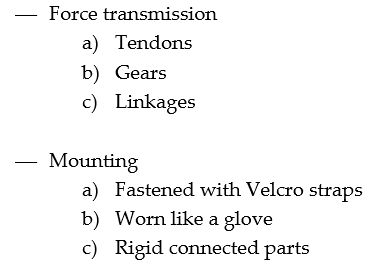 — Force transmission
a) Tendons
b) Gears
c) Linkages
— Mounting
a) Fastened with Velcro straps
b) Worn like a glove
c) Rigid connected parts